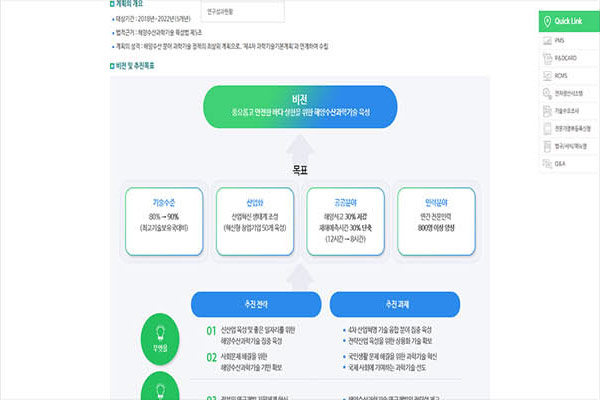 계획의 개요
연구성과현황
대상기간 : 2018년~2022년(5개년)
법적근거 : 해양수산과학기술 육성법 제5조
계획의 성격 : 해양수산 분야 과학기술 정책의 최상위 계획으로, '제4차 과학기술기본계획'과 연계하여 수립
비전 및 추진목표
비전
풍요롭고 안전한 바다 실현을 위한 해양수산과학기술 육성
목표
기술수준
80% → 90%
(최고기술보유국대비)
산업화
산업혁신 생태계 조성
(혁신형 창업기업 50개 육성)
공공분야
해양사고 30% 저감
재해예측시간 30% 단축
(12시간 → 8시간)
인력분야
연간 전문인력
800명 이상 양성
추진 전략
추진 과제
무엇을
01 신산업 육성 및 좋은 일자리를 위한
해양수산과학기술 집중 육성
02 사회문제 해결을 위한
해양수산과학기술 기반 확보
4차 산업혁명 기술 융합 분야 집중 육성
전략산업 육성을 위한 상용화 기술 확보
국민생활 문제 해결을 위한 과학기술 혁신
국제 사회에 기여하는 과학기술 선도
03
Quick Link
PMS
R&DCARD
RCMS
전자정산시스템
기술수요조사
전문가정보등록신청
법규/서식/매뉴얼
Q&A